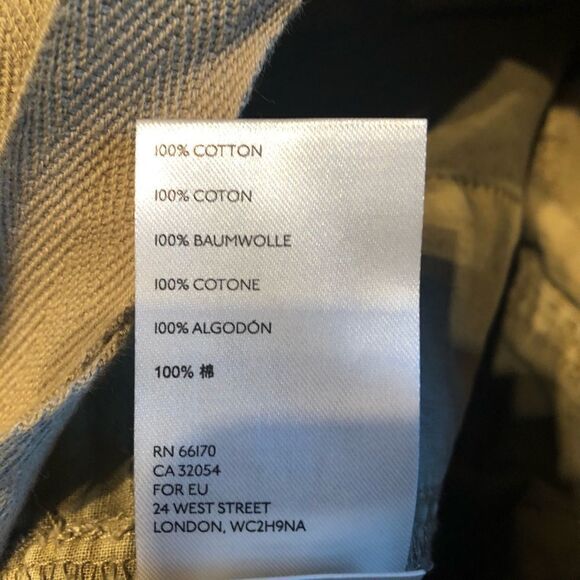 100% COTTON
100% COTON
100% BAUMWOLLE
100% COTONE
100% ALGODÓN
100% 棉
RN 66170
CA 32054
FOR EU
24 WEST STREET
LONDON, WC2H9NA